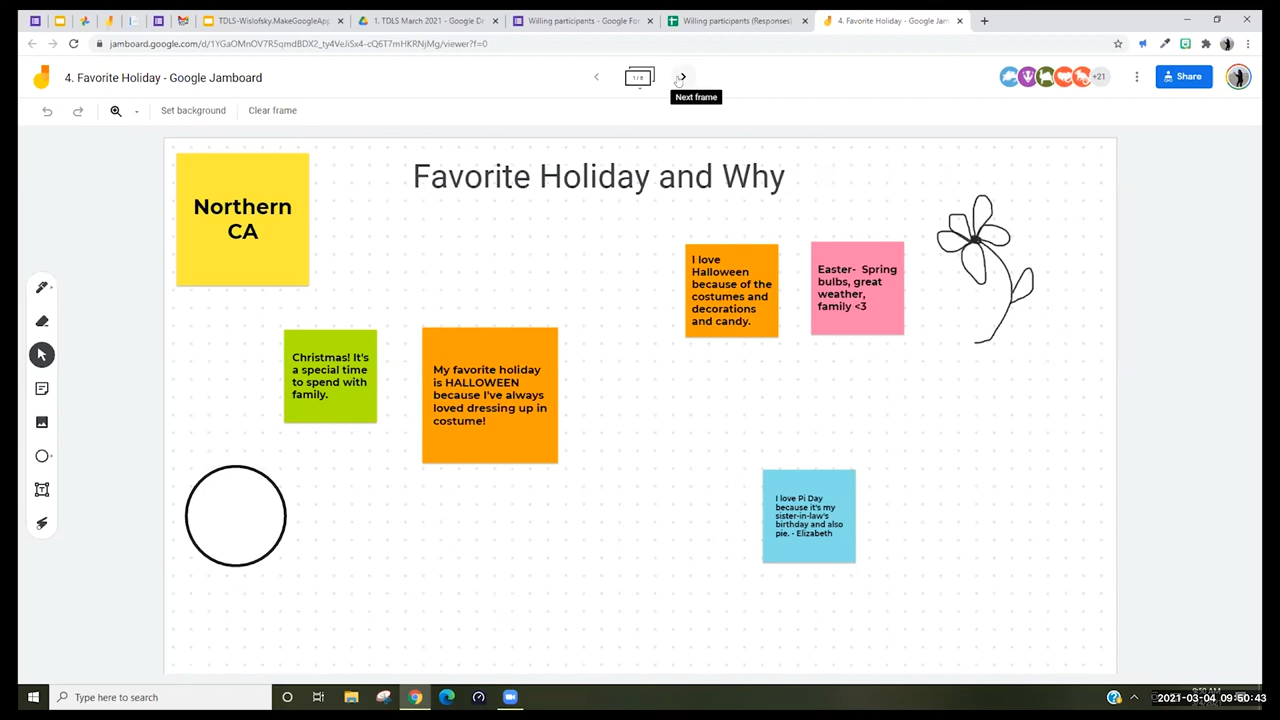 TDLS-Wislofsky.MakeGoogleApp
1. TDLS March 2021 - Google Dr
Willing participants - Google Fo
Willing participants (Responses)
4. Favorite Holiday - Google Jam
jamboard.google.com/d/1YGaOMnOV7R5qmdBDX2_ty4VeJiSx4-cQ6T7mHKRNjMg/viewer?f=0
4. Favorite Holiday - Google Jamboard
1 / 8
Next frame
+21
Share
Set background
Clear frame
Favorite Holiday and Why
Northern
CA
I love
Halloween
because of the
costumes and
decorations
and candy.
Easter- Spring
bulbs, great
weather,
family <3
Christmas! It's
a special time
to spend with
family.
My favorite holiday
is HALLOWEEN
because I've always
loved dressing up in
costume!
I love Pi Day
because it's my
sister-in-law's
birthday and also
pie. - Elizabeth
Type here to search
2021-03-04 09:50:43